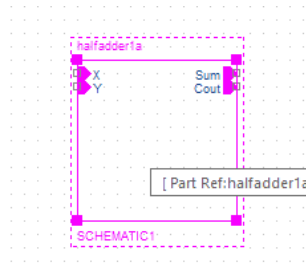 halfadder1a
X Sum
Y Cout
[ Part Ref:halfadder1a
SCHEMATIC1